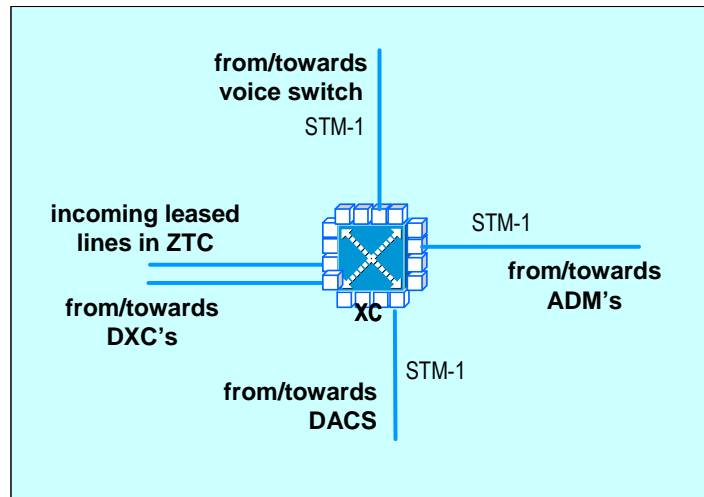 from/towards
voice switch
STM-1
incoming leased
lines in ZTC
STM-1
from/towards
ADM's
from/towards
DXC's
XC
STM-1
from/towards
DACS